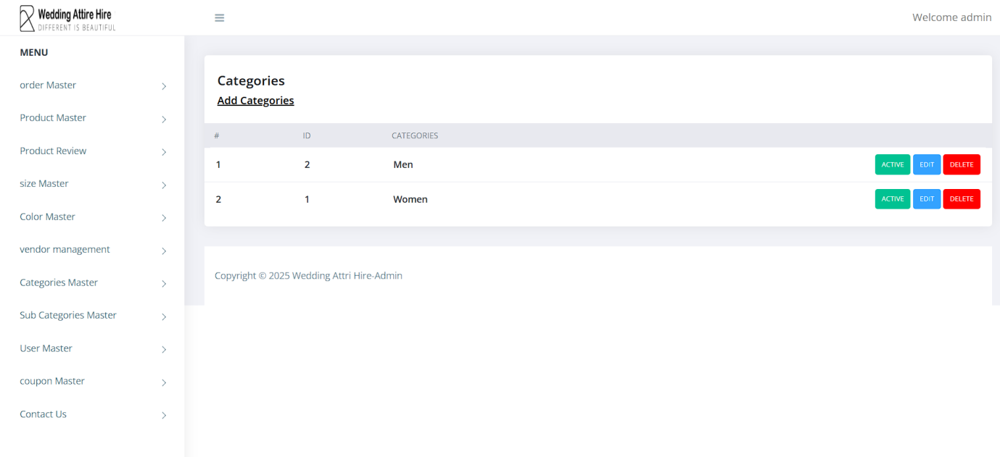 Wedding Attire Hire
DIFFERENT IS BEAUTIFUL
Welcome admin
MENU
order Master
Product Master
Product Review
size Master
Color Master
vendor management
Categories Master
Sub Categories Master
User Master
coupon Master
Contact Us
Categories
Add Categories
# ID CATEGORIES
1 2 Men ACTIVE EDIT DELETE
2 1 Women ACTIVE EDIT DELETE
Copyright © 2025 Wedding Attri Hire-Admin